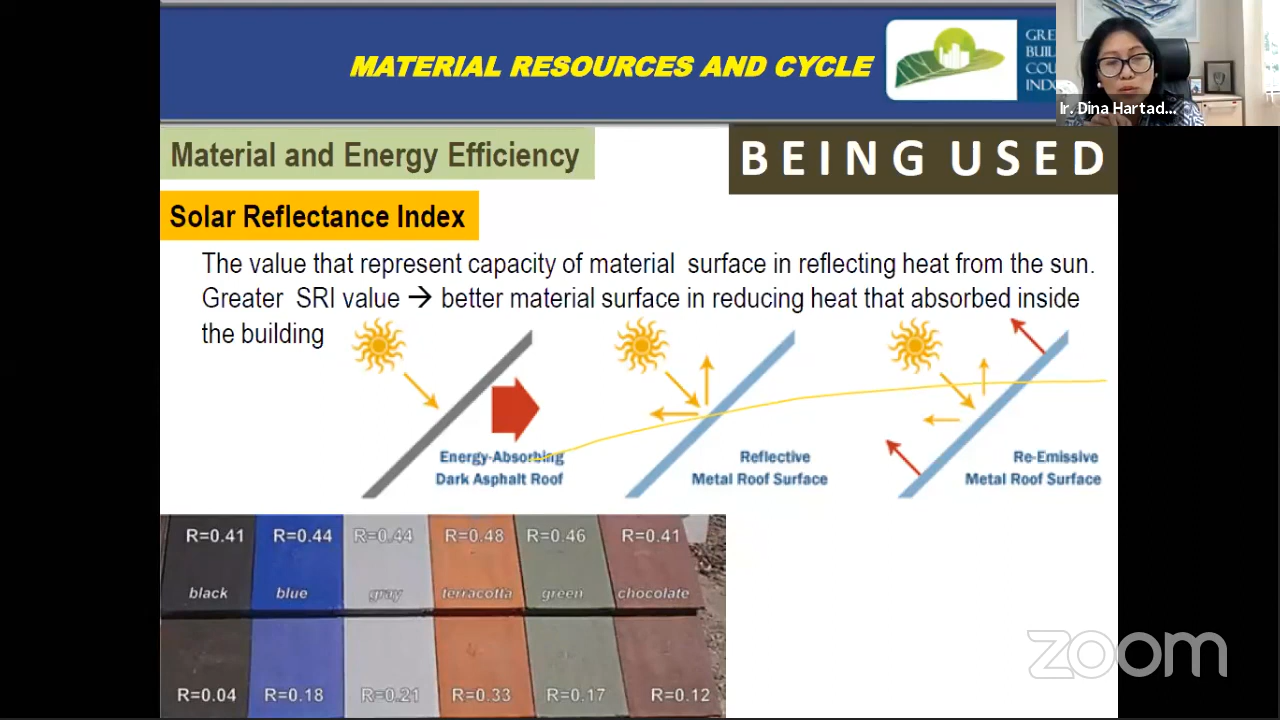 MATERIAL RESOURCES AND CYCLE
GRE
BUIL
COU
INDO
Ir. Dina Hartad...
Material and Energy Efficiency
BEING USED
Solar Reflectance Index
The value that represent capacity of material surface in reflecting heat from the sun.
Greater SRI value → better material surface in reducing heat that absorbed inside
the building
Energy-Absorbing
Dark Asphalt Roof
Reflective
Metal Roof Surface
Re-Emissive
Metal Roof Surface
R=0.41 R=0.44 R=0.44 R=0.48 R=0.46 R=0.41
black blue gray terracotta green chocolate
R=0.04 R=0.18 R=0.21 R=0.33 R=0.17 R=0.12
zoom